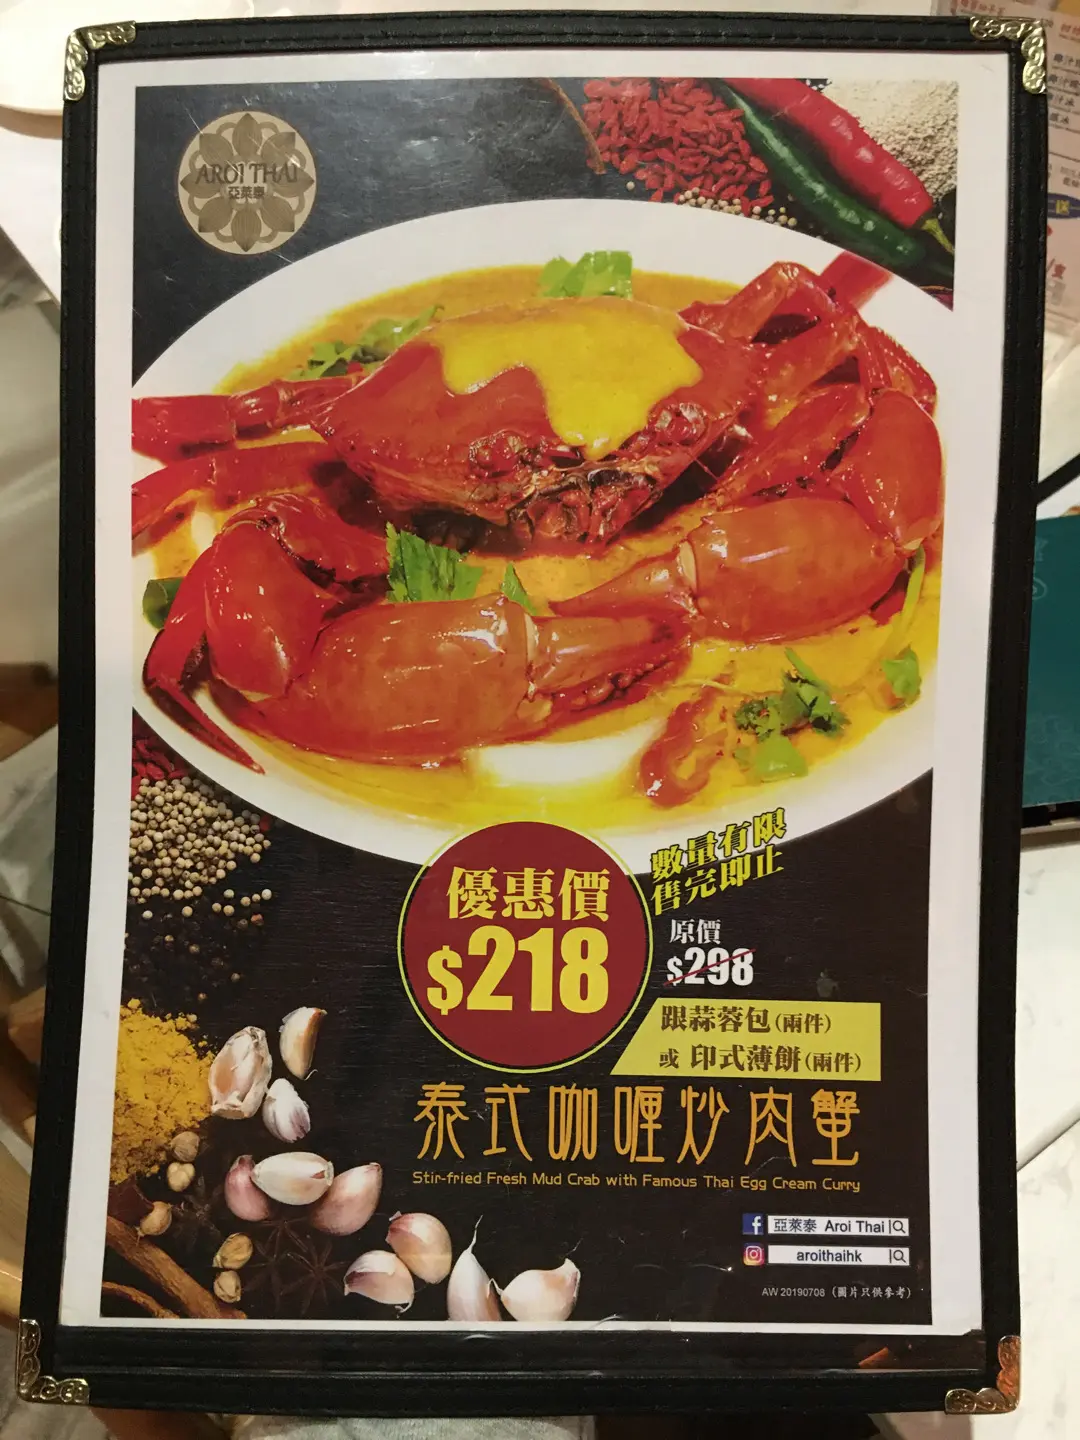 AROI THAI
亞萊泰
優惠價
$218
數量有限
售完即止
原價
$298
跟蒜蓉包(兩件)
或 印式薄餅(兩件)
泰式咖喱炒肉蟹
Stir-fried Fresh Mud Crab with Famous Thai Egg Cream Curry
亞萊泰 Aroi Thai
aroithaihk
AW 20190708 (圖片只供參考)